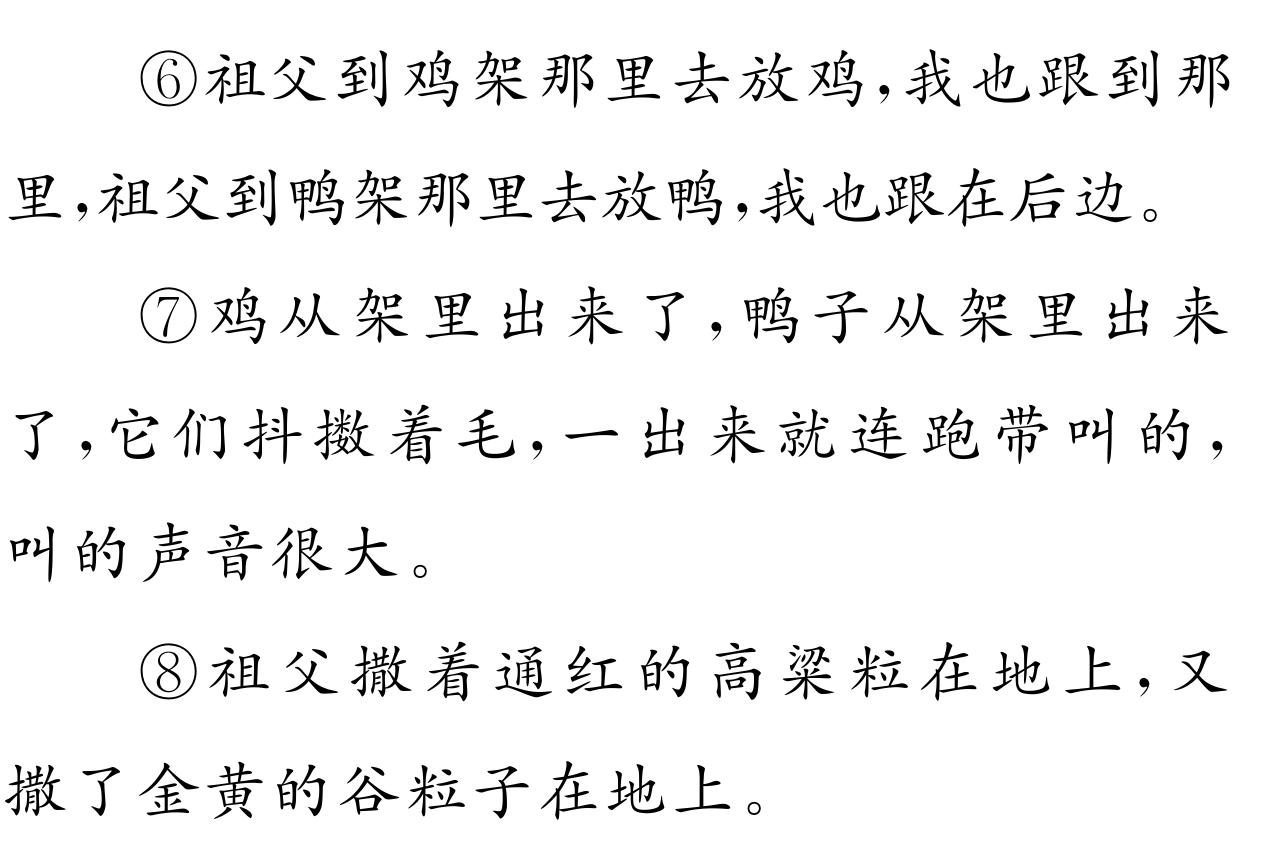 ⑥祖父到鸡架那里去放鸡,我也跟到那
里,祖父到鸭架那里去放鸭,我也跟在后边。
⑦鸡从架里出来了,鸭子从架里出来
了,它们抖擞着毛,一出来就连跑带叫的,
叫的声音很大。
⑧祖父撒着通红的高粱粒在地上,又
撒了金黄的谷粒子在地上。